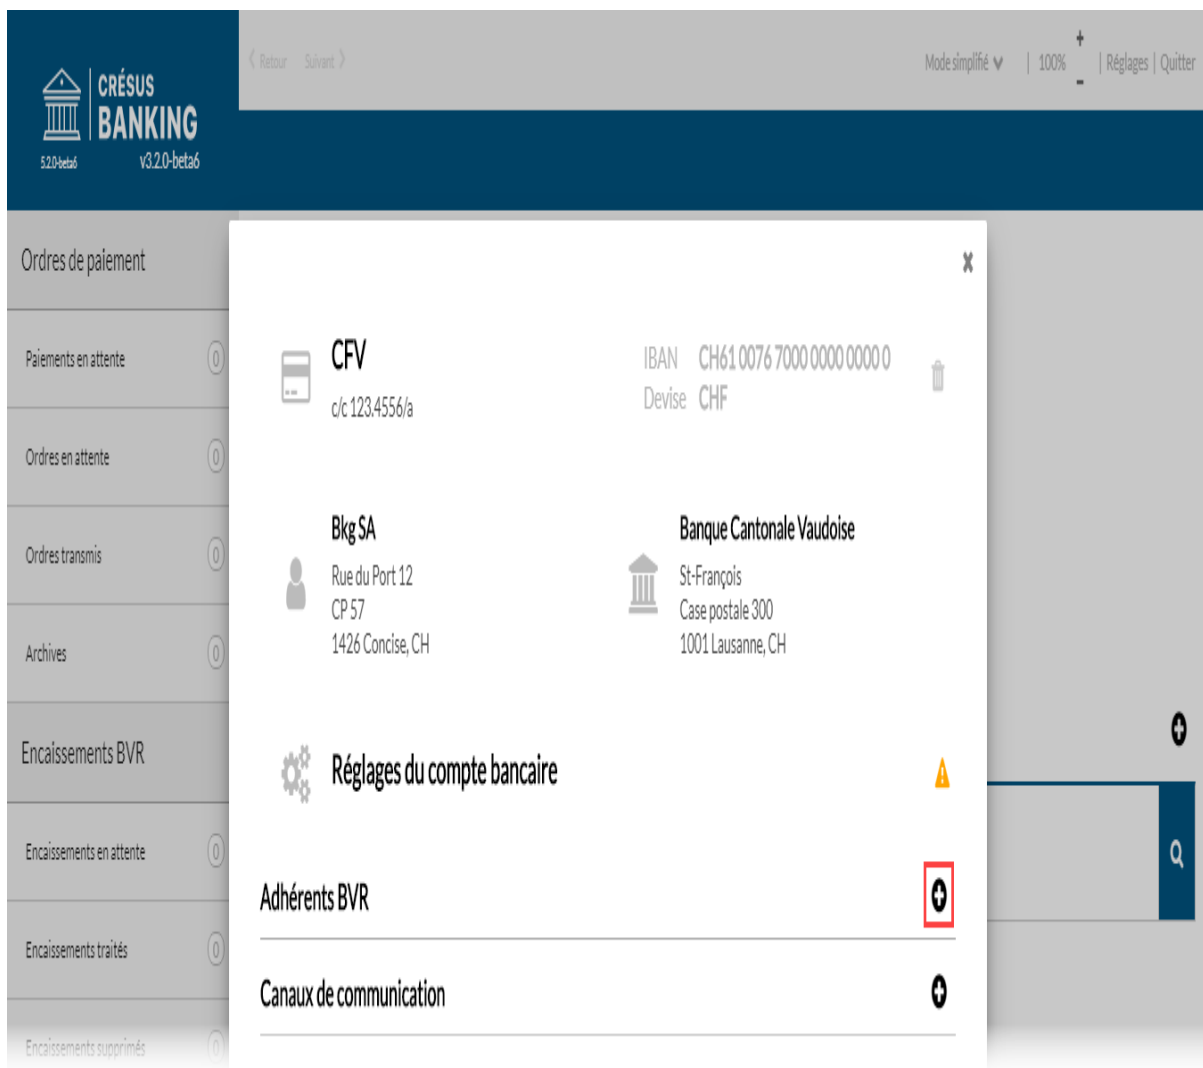 CRÉSUS
BANKING
5.2.0-beta6 v3.2.0-beta6
Retour Suivant
Mode simplifié | 100% + - | Réglages | Quitter
Ordres de paiement
Paiements en attente 0
Ordres en attente 0
Ordres transmis 0
Archives 0
Encaissements BVR
Encaissements en attente 0
Encaissements traités 0
Encaissements supprimés 0
CFV
c/c 123.4556/a
IBAN CH61 0076 7000 0000 0000 0
Devise CHF
Bkg SA
Rue du Port 12
CP 57
1426 Concise, CH
Banque Cantonale Vaudoise
St-François
Case postale 300
1001 Lausanne, CH
Réglages du compte bancaire
Adhérents BVR
Canaux de communication